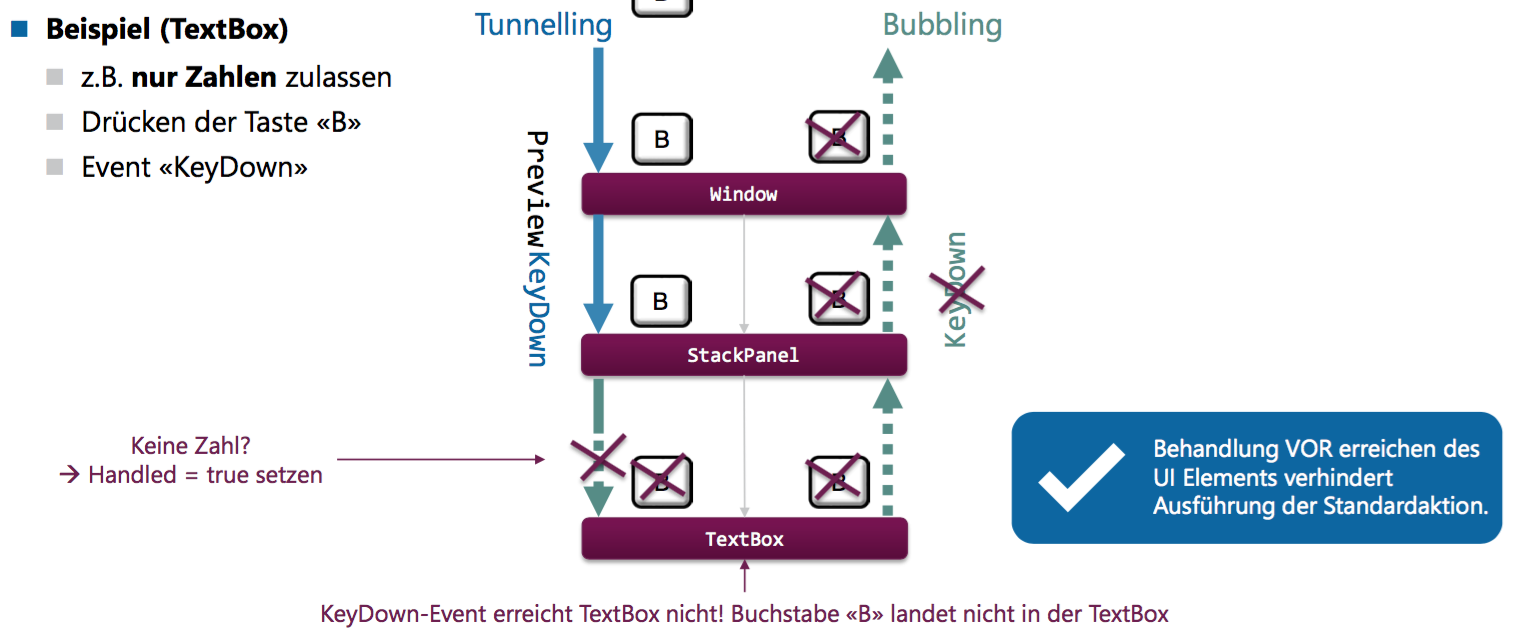 Beispiel (TextBox)
z.B. nur Zahlen zulassen
Drücken der Taste «B»
Event «KeyDown»
Tunnelling
Bubbling
B
B
PreviewKeyDown
Window
B
B
KeyDown
StackPanel
Keine Zahl?
→ Handled = true setzen
B
B
TextBox
Behandlung VOR erreichen des
UI Elements verhindert
Ausführung der Standardaktion.
KeyDown-Event erreicht TextBox nicht! Buchstabe «B» landet nicht in der TextBox